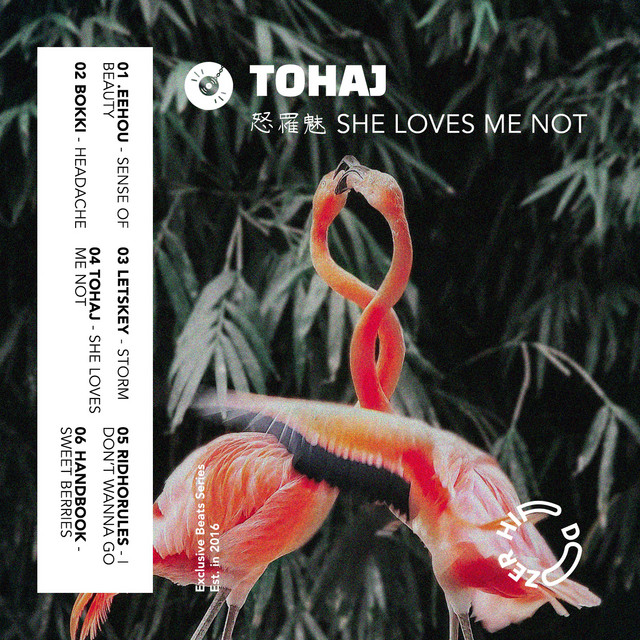 TOHAJ
怒羅魅 SHE LOVES ME NOT
01 .EEHOU - SENSE OF
BEAUTY
02 BOKKI - HEADACHE
03 LETSKEY - STORM
04 TOHAJ - SHE LOVES
ME NOT
05 RIDHORULES - I
DON'T WANNA GO
06 HANDBOOK -
SWEET BERRIES
Exclusive Beats Series
Est. in 2016
HI
DOZER